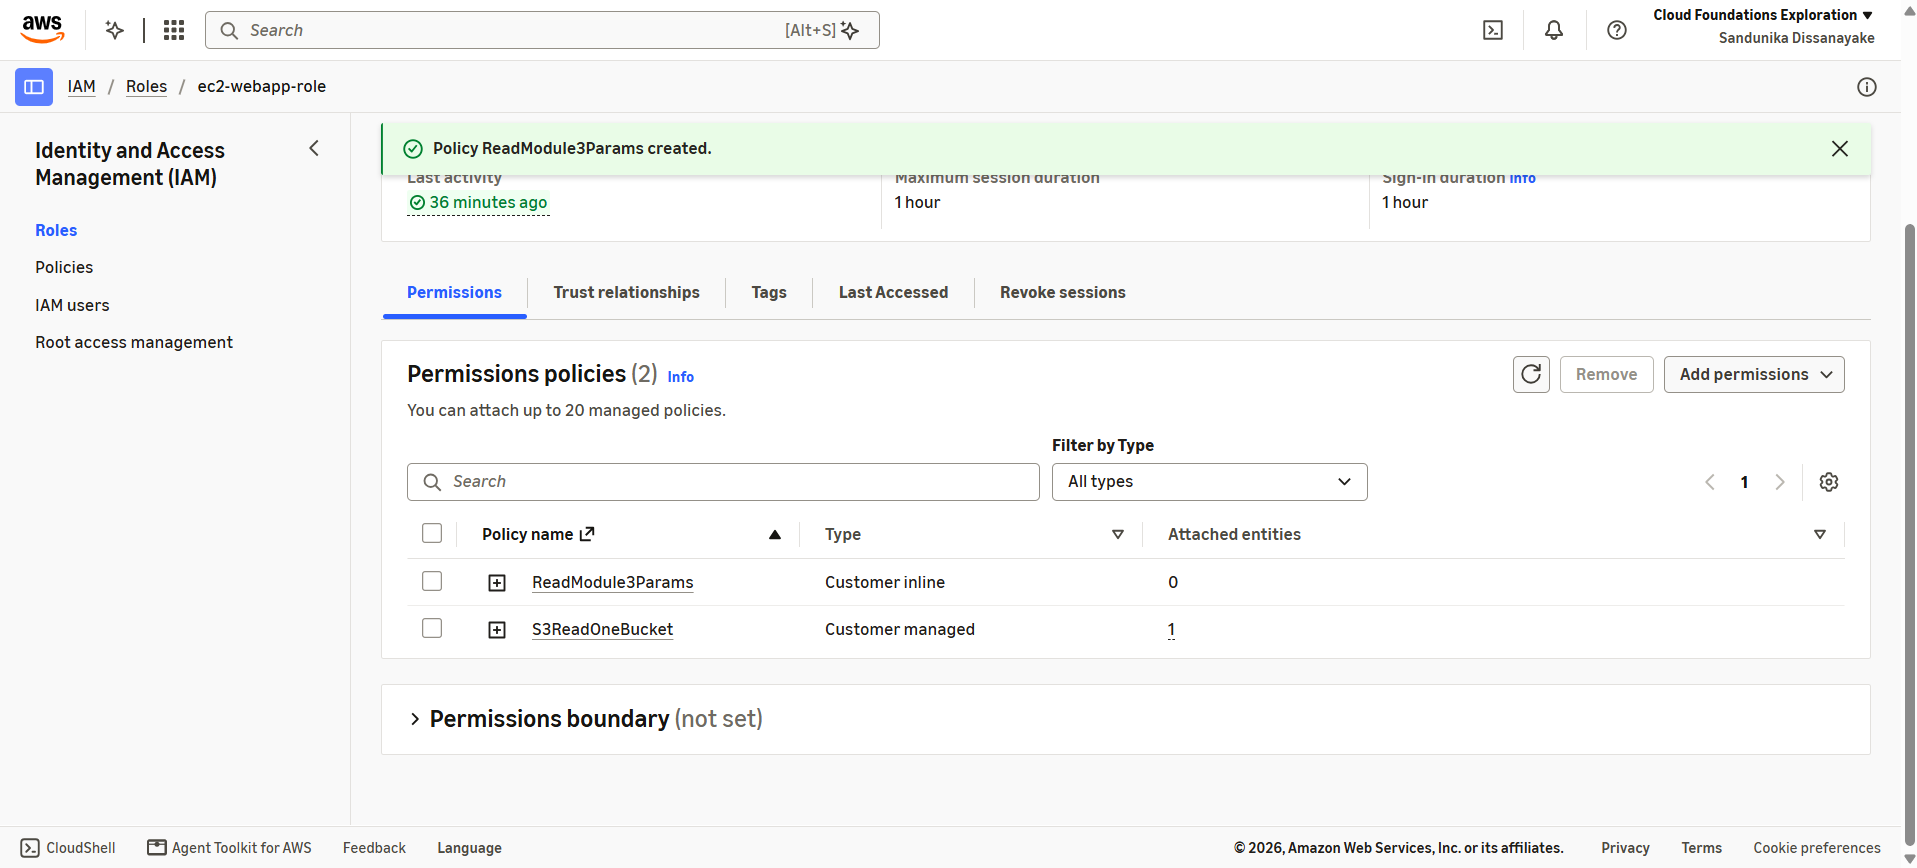 aws
Search [Alt+S]
Cloud Foundations Exploration
Sandunika Dissanayake
IAM / Roles / ec2-webapp-role
Identity and Access
Management (IAM)
Roles
Policies
IAM users
Root access management
Policy ReadModule3Params created.
Last activity
36 minutes ago
Maximum session duration
1 hour
Sign-in duration Info
1 hour
Permissions
Trust relationships
Tags
Last Accessed
Revoke sessions
Permissions policies (2) Info
You can attach up to 20 managed policies.
Remove
Add permissions
Filter by Type
Search
All types
1
Policy name Type Attached entities
ReadModule3Params Customer inline 0
S3ReadOneBucket Customer managed 1
Permissions boundary (not set)
CloudShell Agent Toolkit for AWS Feedback Language © 2026, Amazon Web Services, Inc. or its affiliates. Privacy Terms Cookie preferences